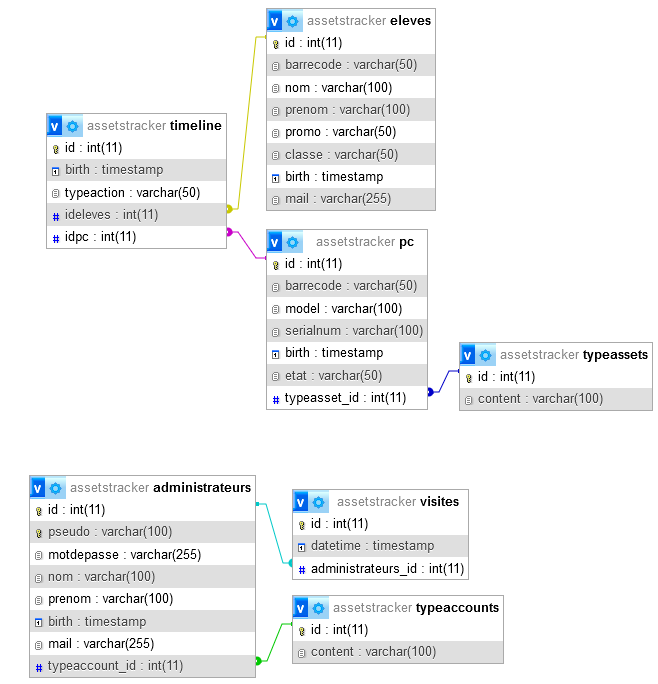 v assetstracker eleves
id : int(11)
barrecode : varchar(50)
nom : varchar(100)
prenom : varchar(100)
promo : varchar(50)
classe : varchar(50)
birth : timestamp
mail : varchar(255)
v assetstracker timeline
id : int(11)
birth : timestamp
typeaction : varchar(50)
# ideleves : int(11)
# idpc : int(11)
v assetstracker pc
id : int(11)
barrecode : varchar(50)
model : varchar(100)
serialnum : varchar(100)
birth : timestamp
etat : varchar(50)
# typeasset_id : int(11)
v assetstracker typeassets
id : int(11)
content : varchar(100)
v assetstracker administrateurs
id : int(11)
pseudo : varchar(100)
motdepasse : varchar(255)
nom : varchar(100)
prenom : varchar(100)
birth : timestamp
mail : varchar(255)
# typeaccount_id : int(11)
v assetstracker visites
id : int(11)
datetime : timestamp
# administrateurs_id : int(11)
v assetstracker typeaccounts
id : int(11)
content : varchar(100)